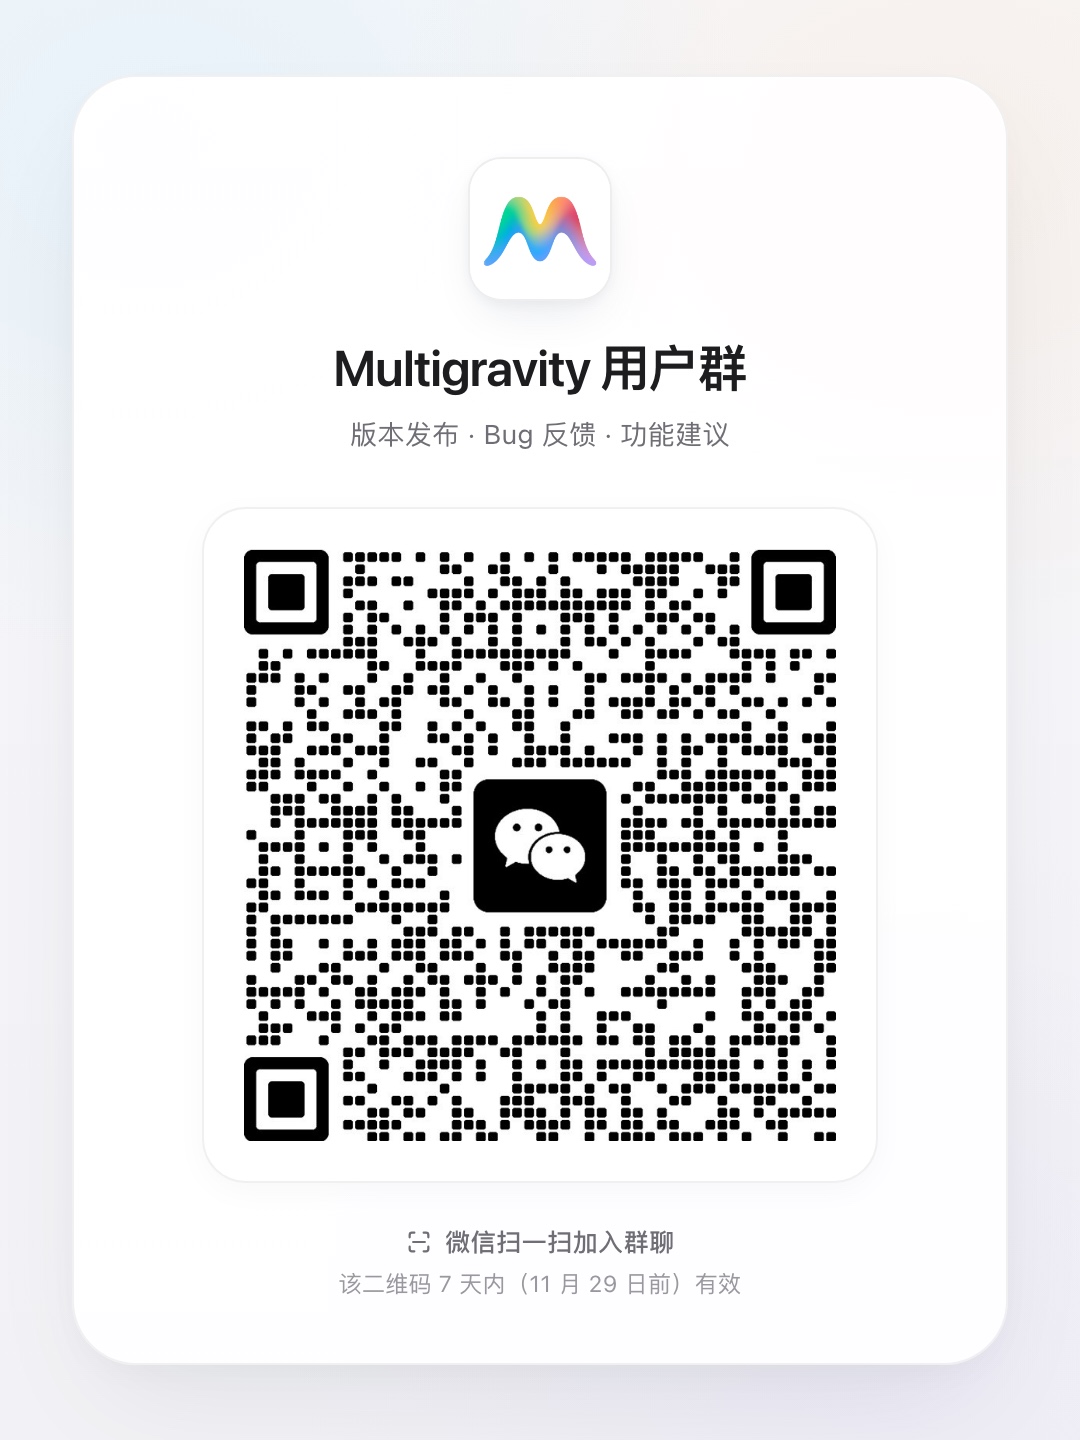 Multigravity 用户群
版本发布 · Bug 反馈 · 功能建议
微信扫一扫加入群聊
该二维码 7 天内（11 月 29 日前）有效